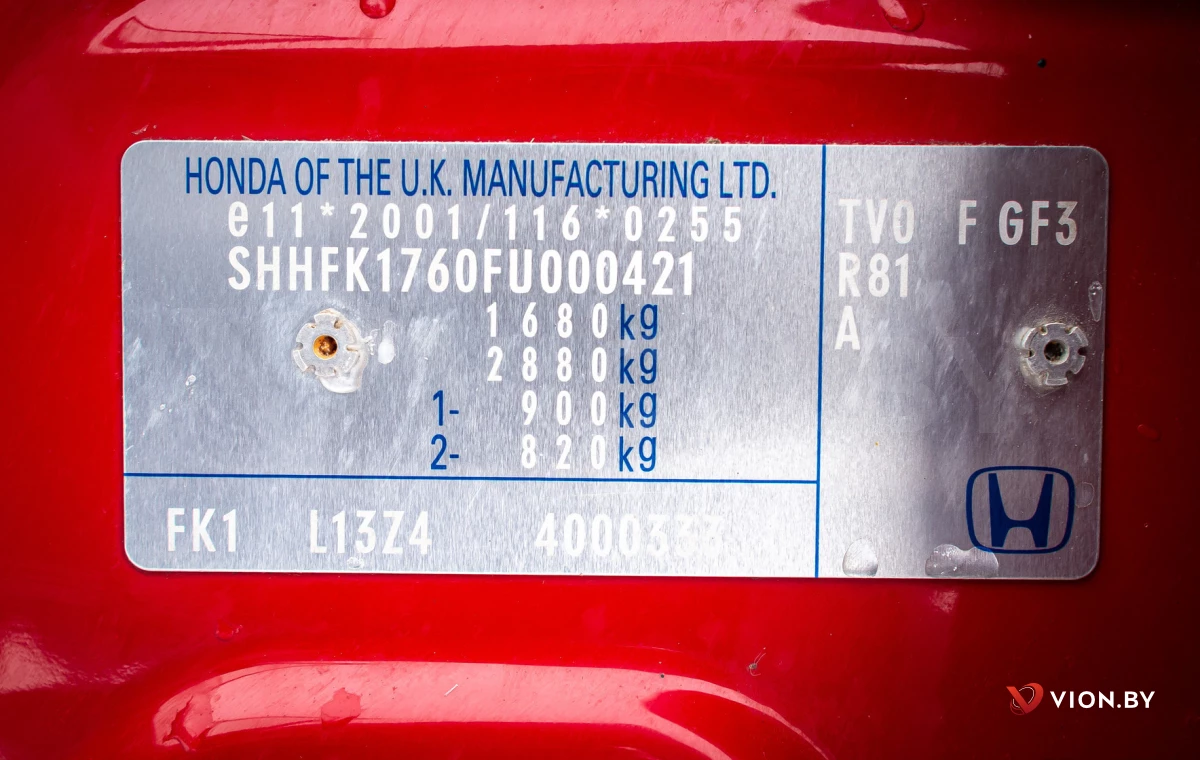 HONDA OF THE U.K. MANUFACTURING LTD.
e11*2001/116*0255
SHHFK1760FU000421
1680kg
2880kg
1- 900kg
2- 820kg
FK1 L13Z4 4000333
TVO F GF3
R81
A
VION.BY